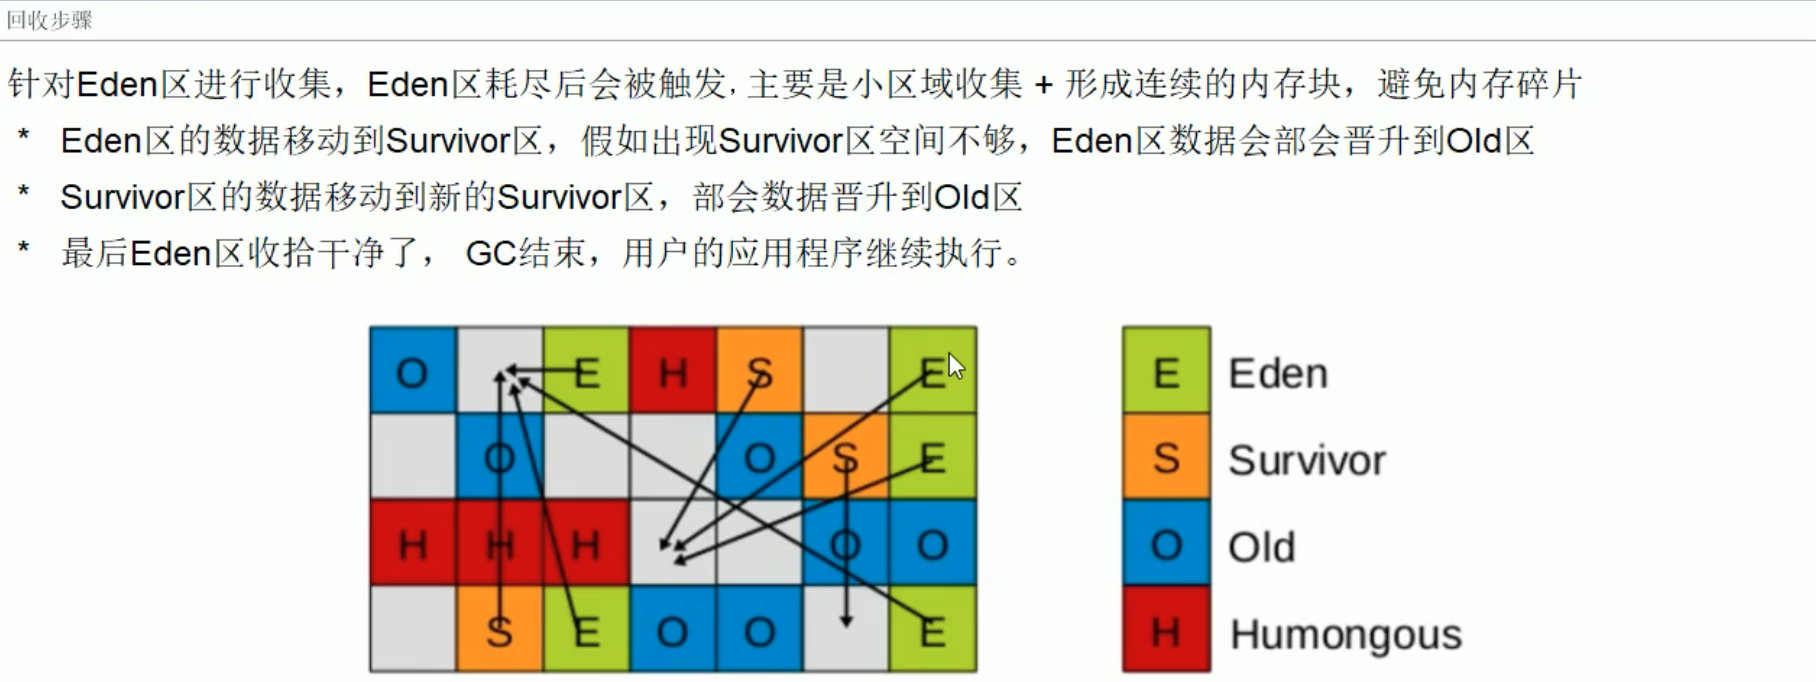 回收步骤
针对Eden区进行收集，Eden区耗尽后会被触发, 主要是小区域收集 + 形成连续的内存块，避免内存碎片
* Eden区的数据移动到Survivor区，假如出现Survivor区空间不够，Eden区数据会部会晋升到Old区
* Survivor区的数据移动到新的Survivor区，部会数据晋升到Old区
* 最后Eden区收拾干净了， GC结束，用户的应用程序继续执行。
O E H S E
O O S E
H H H O O
S E O O E
E Eden
S Survivor
O Old
H Humongous